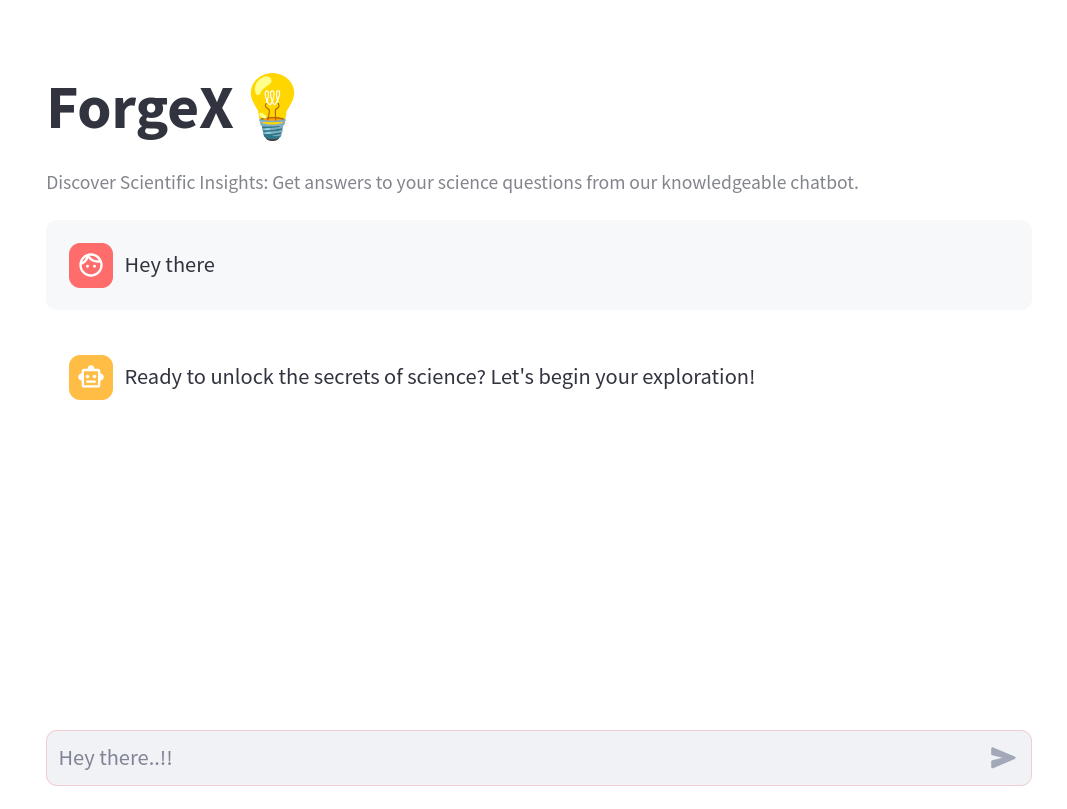 ForgeX💡
Discover Scientific Insights: Get answers to your science questions from our knowledgeable chatbot.
Hey there
Ready to unlock the secrets of science? Let's begin your exploration!
Hey there..!!